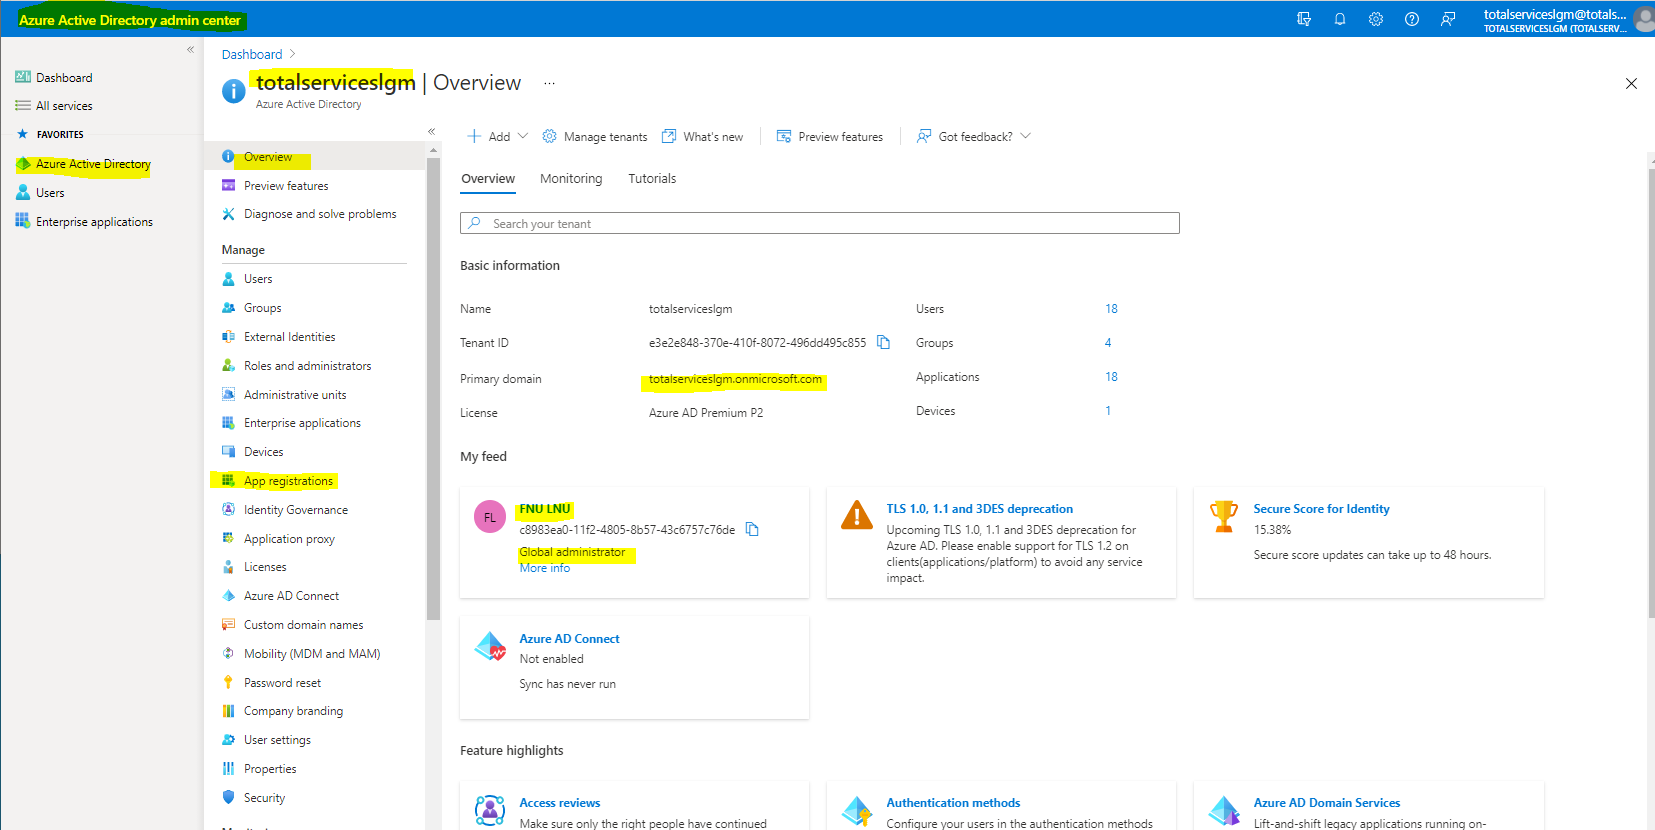 Azure Active Directory admin center
totalserviceslgm@totals...
TOTALSERVICESLGM (TOTALSERV...
Dashboard
All services
FAVORITES
Azure Active Directory
Users
Enterprise applications
Dashboard
totalserviceslgm | Overview ...
Azure Active Directory
Overview
Preview features
Diagnose and solve problems
Manage
Users
Groups
External Identities
Roles and administrators
Administrative units
Enterprise applications
Devices
App registrations
Identity Governance
Application proxy
Licenses
Azure AD Connect
Custom domain names
Mobility (MDM and MAM)
Password reset
Company branding
User settings
Properties
Security
Add
Manage tenants
What's new
Preview features
Got feedback?
Overview
Monitoring
Tutorials
Search your tenant
Basic information
Name
totalserviceslgm
Users
18
Tenant ID
e3e2e848-370e-410f-8072-496dd495c855
Groups
4
Primary domain
totalserviceslgm.onmicrosoft.com
Applications
18
License
Azure AD Premium P2
Devices
1
My feed
FL
FNU LNU
c8983ea0-11f2-4805-8b57-43c6757c76de
Global administrator
More info
TLS 1.0, 1.1 and 3DES deprecation
Upcoming TLS 1.0, 1.1 and 3DES deprecation for
Azure AD. Please enable support for TLS 1.2 on
clients(applications/platform) to avoid any service
impact.
Secure Score for Identity
15.38%
Secure score updates can take up to 48 hours.
Azure AD Connect
Not enabled
Sync has never run
Feature highlights
Access reviews
Make sure only the right people have continued
Authentication methods
Configure your users in the authentication methods
Azure AD Domain Services
Lift-and-shift legacy applications running on-